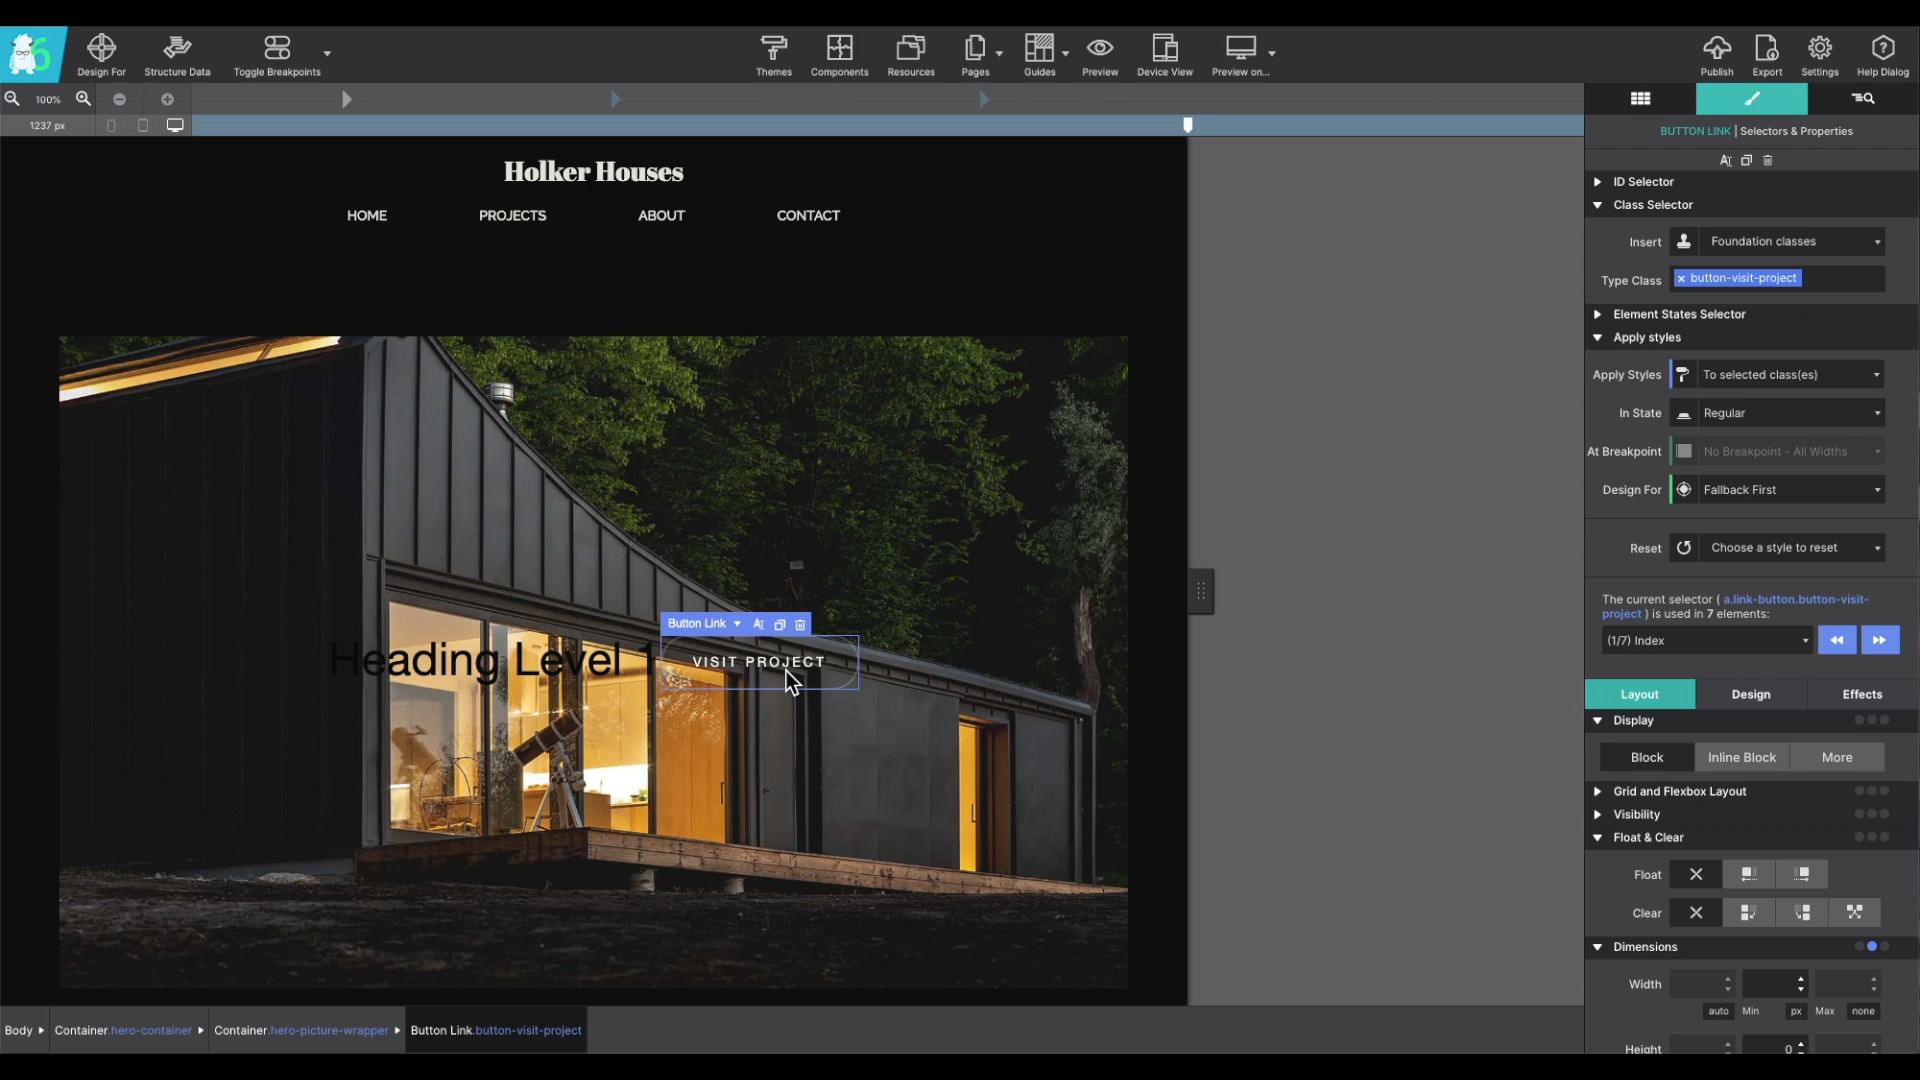 6
Design For
Structure Data
Toggle Breakpoints
Themes
Components
Resources
Pages
Guides
Preview
Device View
Preview on...
Publish
Export
Settings
Help Dialog
100%
1237 px
BUTTON LINK | Selectors & Properties
Holker Houses
HOME PROJECTS ABOUT CONTACT
Heading Level 1
Button Link
VISIT PROJECT
ID Selector
Class Selector
Insert Foundation classes
Type Class × button-visit-project
Element States Selector
Apply styles
Apply Styles To selected class(es)
In State Regular
At Breakpoint No Breakpoint - All Widths
Design For Fallback First
Reset Choose a style to reset
The current selector ( a.link-button.button-visit-
project ) is used in 7 elements:
(1/7) Index
Layout Design Effects
Display
Block Inline Block More
Grid and Flexbox Layout
Visibility
Float & Clear
Float
Clear
Dimensions
Width
auto Min px Max none
Height 0
Body Container.hero-container Container.hero-picture-wrapper Button Link.button-visit-project